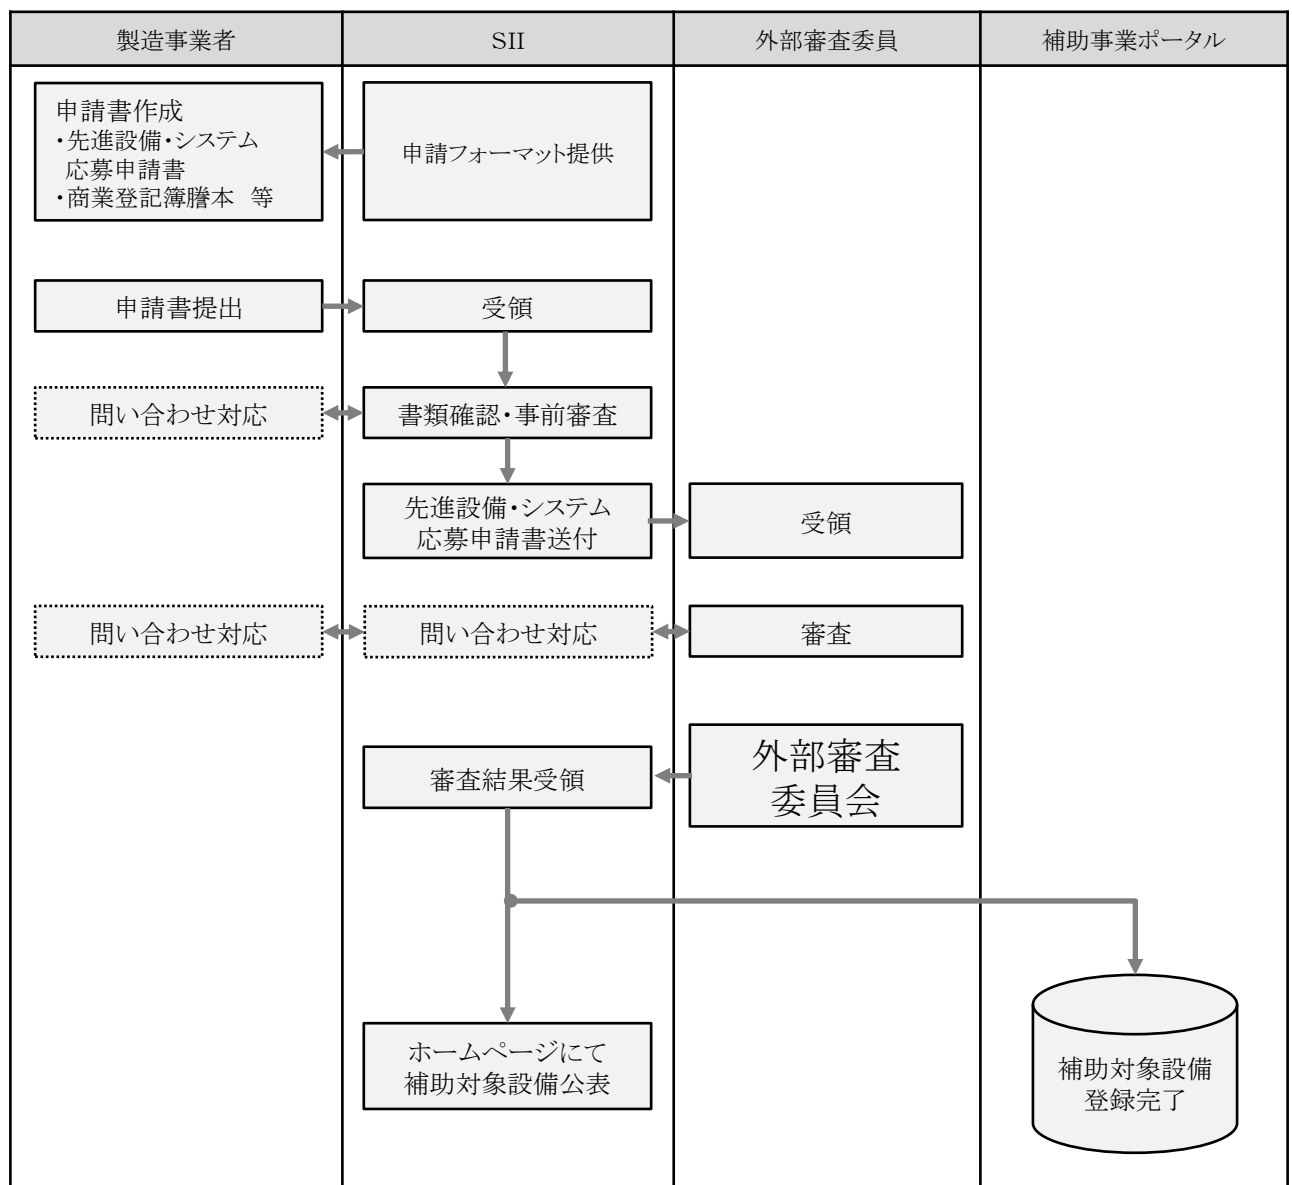 製造事業者
SII
外部審査委員
補助事業ポータル
申請書作成
・先進設備・システム
応募申請書
・商業登記簿謄本 等
申請フォーマット提供
申請書提出
受領
問い合わせ対応
書類確認・事前審査
先進設備・システム
応募申請書送付
受領
問い合わせ対応
問い合わせ対応
審査
審査結果受領
外部審査
委員会
ホームページにて
補助対象設備公表
補助対象設備
登録完了